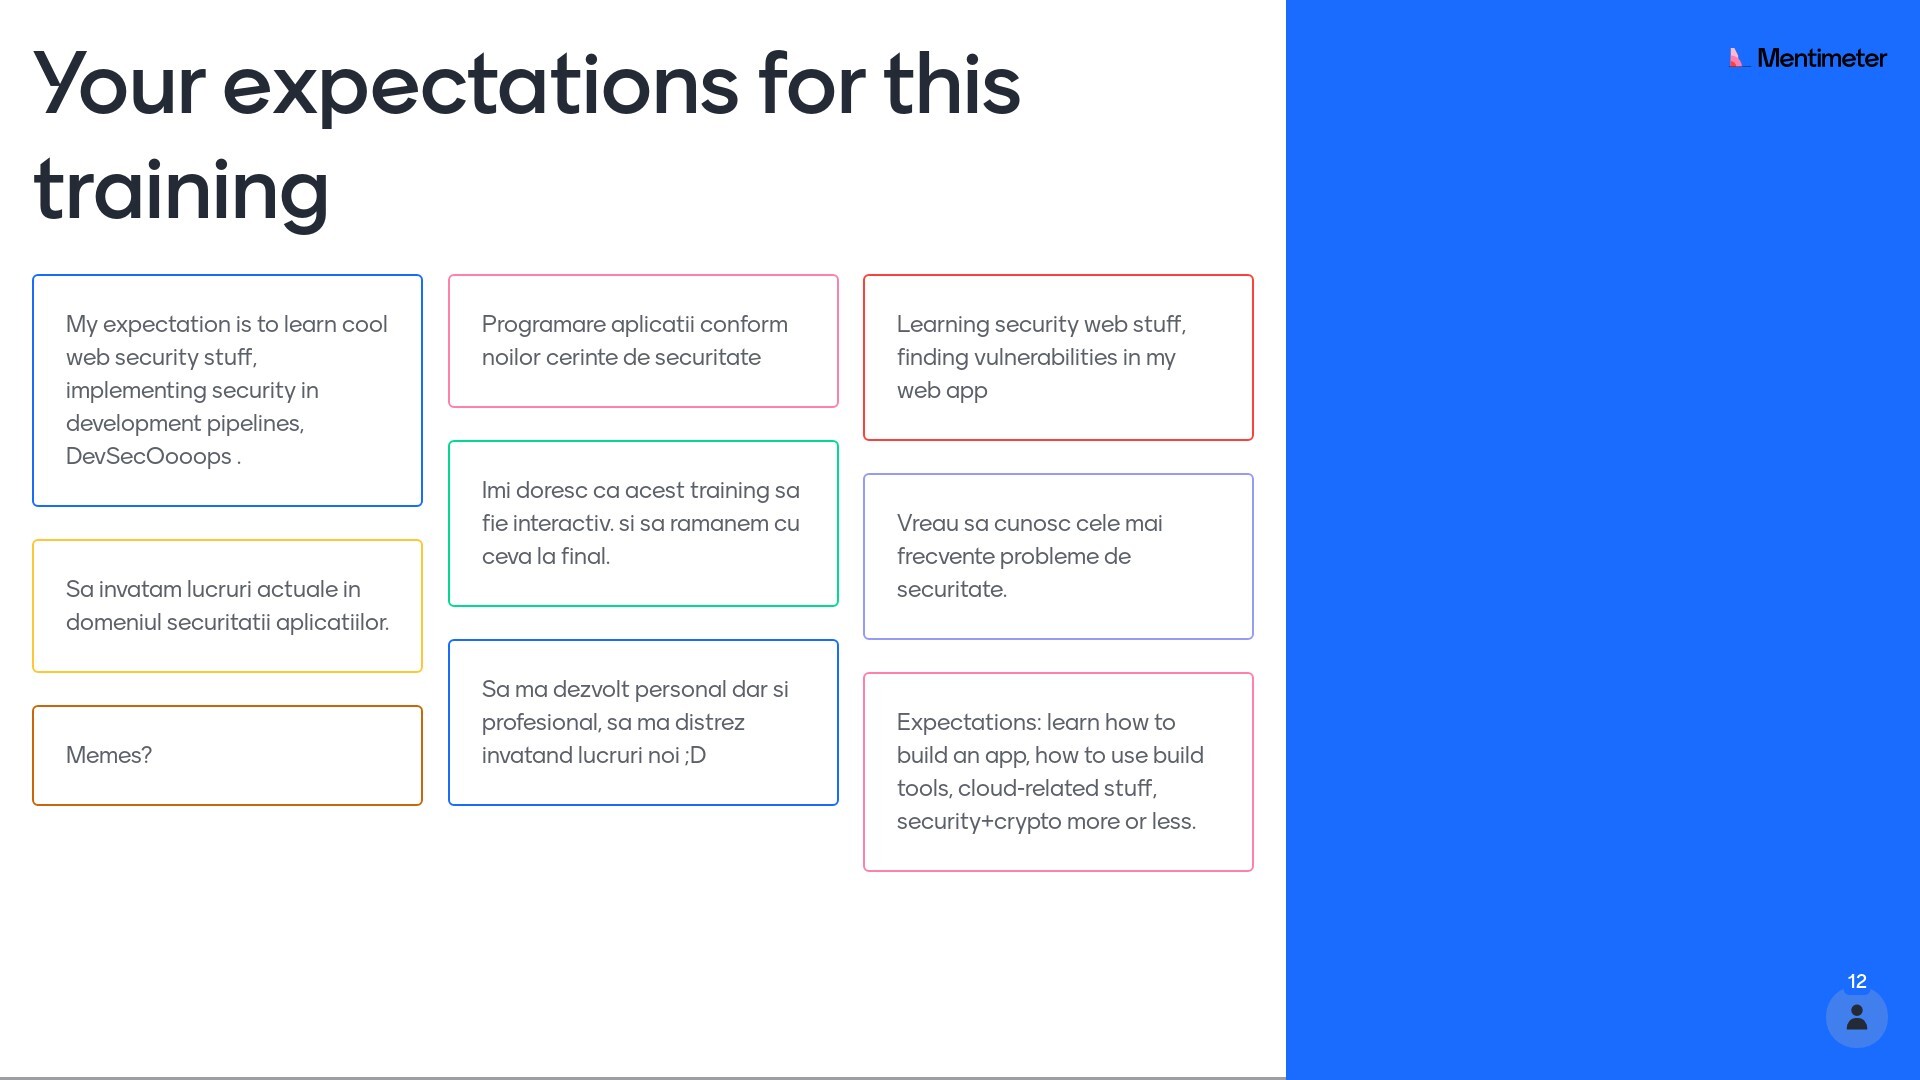 Your expectations for this
training
Mentimeter
My expectation is to learn cool
web security stuff,
implementing security in
development pipelines,
DevSecOooops .
Sa invatam lucruri actuale in
domeniul securitatii aplicatiilor.
Memes?
Programare aplicatii conform
noilor cerinte de securitate
Imi doresc ca acest training sa
fie interactiv. si sa ramanem cu
ceva la final.
Sa ma dezvolt personal dar si
profesional, sa ma distrez
invatand lucruri noi ;D
Learning security web stuff,
finding vulnerabilities in my
web app
Vreau sa cunosc cele mai
frecvente probleme de
securitate.
Expectations: learn how to
build an app, how to use build
tools, cloud-related stuff,
security+crypto more or less.
12